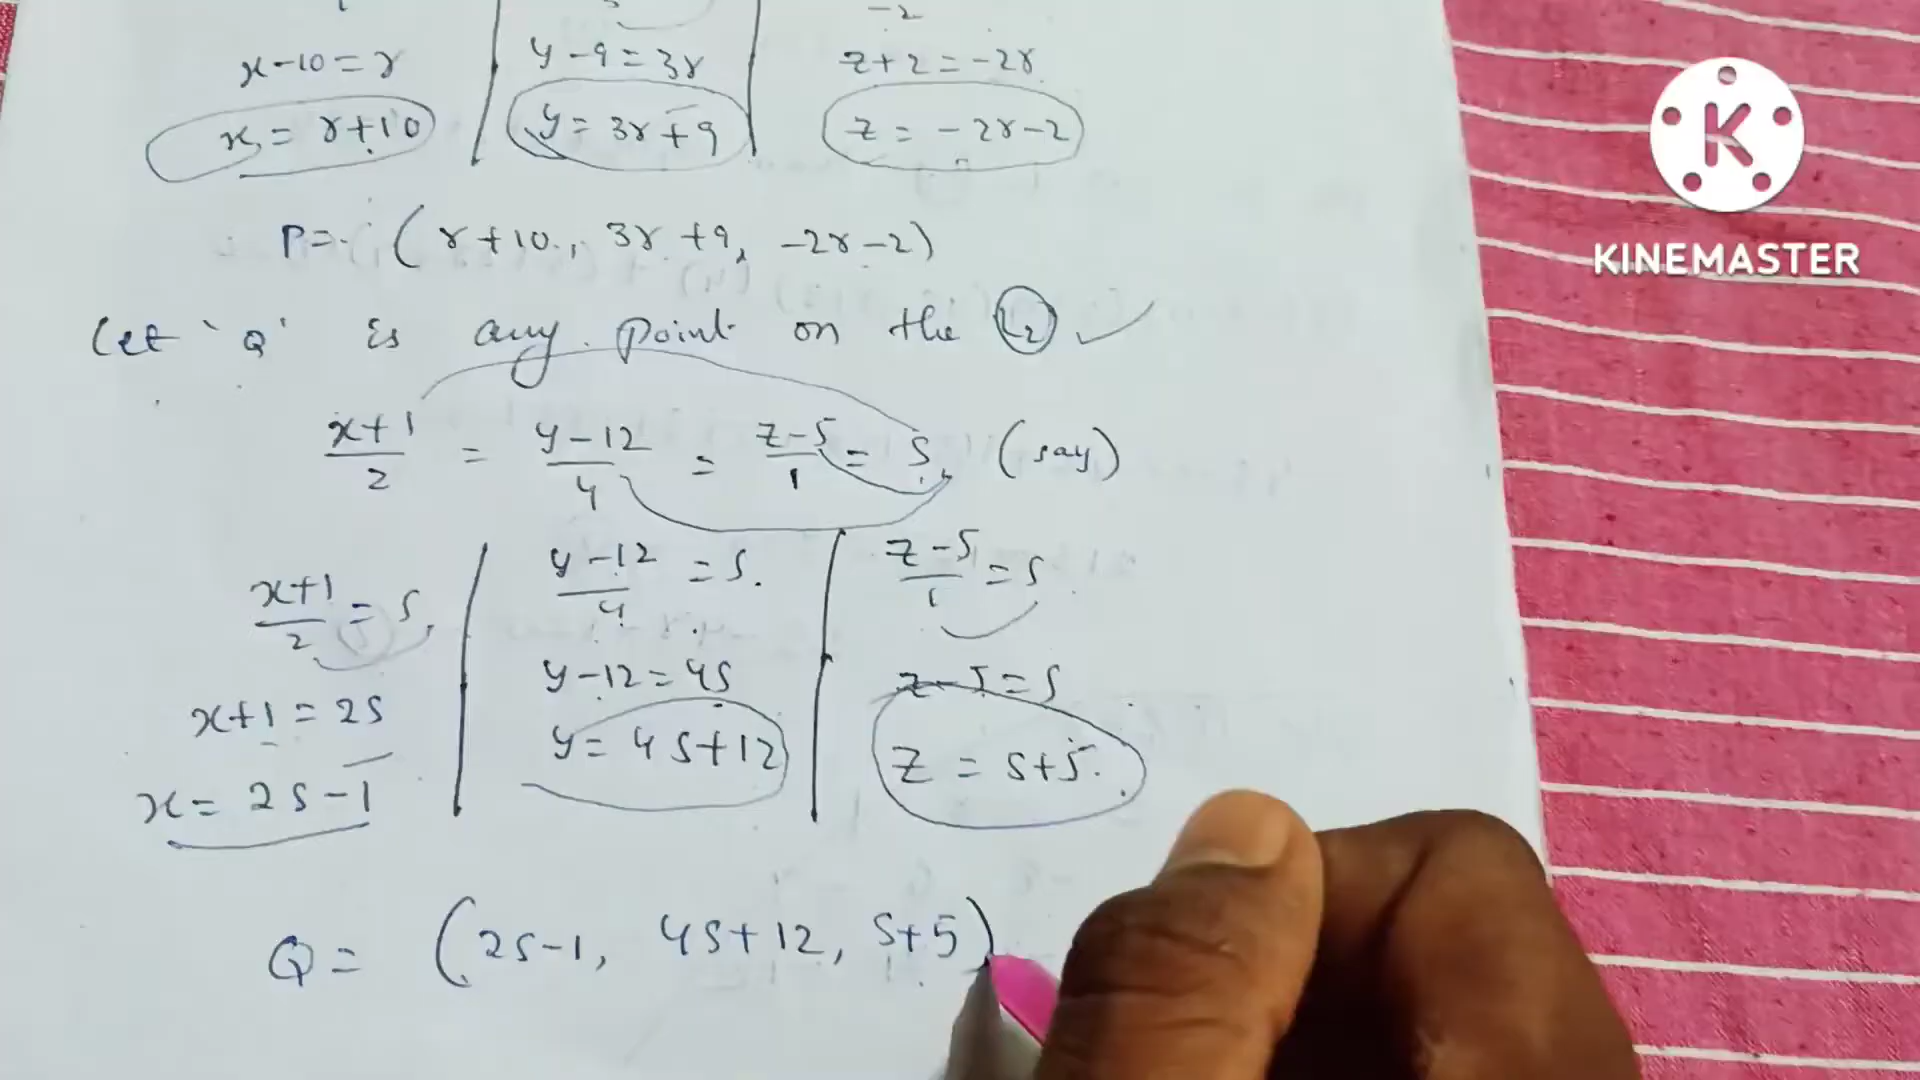 -2
x-10=r y-9=3r z+2=-2r
x=r+10 y=3r+9 z=-2r-2
P= (r+10, 3r+9, -2r-2)
Let 'Q' is any point on the L2
x+1/2 = y-12/4 = z-5/1 = s, (say)
x+1/2 = s, y-12/4 = s. z-5/1 = s
x+1=2s y-12=4s z-5=s
x=2s-1 y=4s+12 z=s+5.
Q= (2s-1, 4s+12, s+5)
K
KINEMASTER